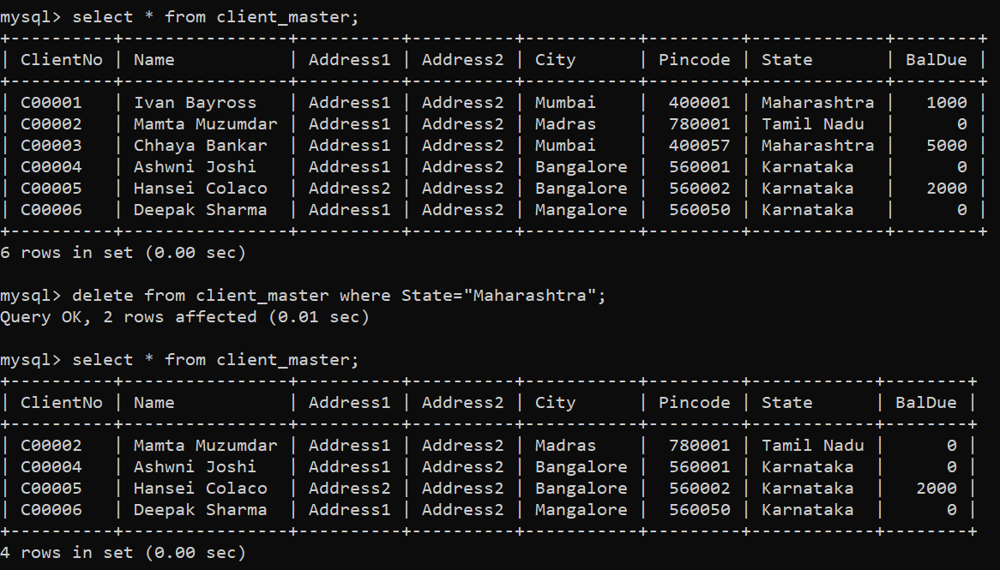 mysql> select * from client_master;
+----------+----------------+----------+----------+-----------+---------+-------------+--------+
| ClientNo | Name           | Address1 | Address2 | City      | Pincode | State       | BalDue |
+----------+----------------+----------+----------+-----------+---------+-------------+--------+
| C00001   | Ivan Bayross   | Address1 | Address2 | Mumbai    |  400001 | Maharashtra |   1000 |
| C00002   | Mamta Muzumdar | Address1 | Address2 | Madras    |  780001 | Tamil Nadu  |      0 |
| C00003   | Chhaya Bankar  | Address1 | Address2 | Mumbai    |  400057 | Maharashtra |   5000 |
| C00004   | Ashwni Joshi   | Address1 | Address2 | Bangalore |  560001 | Karnataka   |      0 |
| C00005   | Hansei Colaco  | Address2 | Address2 | Bangalore |  560002 | Karnataka   |   2000 |
| C00006   | Deepak Sharma  | Address1 | Address2 | Mangalore |  560050 | Karnataka   |      0 |
+----------+----------------+----------+----------+-----------+---------+-------------+--------+
6 rows in set (0.00 sec)

mysql> delete from client_master where State="Maharashtra";
Query OK, 2 rows affected (0.01 sec)

mysql> select * from client_master;
+----------+----------------+----------+----------+-----------+---------+------------+--------+
| ClientNo | Name           | Address1 | Address2 | City      | Pincode | State      | BalDue |
+----------+----------------+----------+----------+-----------+---------+------------+--------+
| C00002   | Mamta Muzumdar | Address1 | Address2 | Madras    |  780001 | Tamil Nadu |      0 |
| C00004   | Ashwni Joshi   | Address1 | Address2 | Bangalore |  560001 | Karnataka  |      0 |
| C00005   | Hansei Colaco  | Address2 | Address2 | Bangalore |  560002 | Karnataka  |   2000 |
| C00006   | Deepak Sharma  | Address1 | Address2 | Mangalore |  560050 | Karnataka  |      0 |
+----------+----------------+----------+----------+-----------+---------+------------+--------+
4 rows in set (0.00 sec)